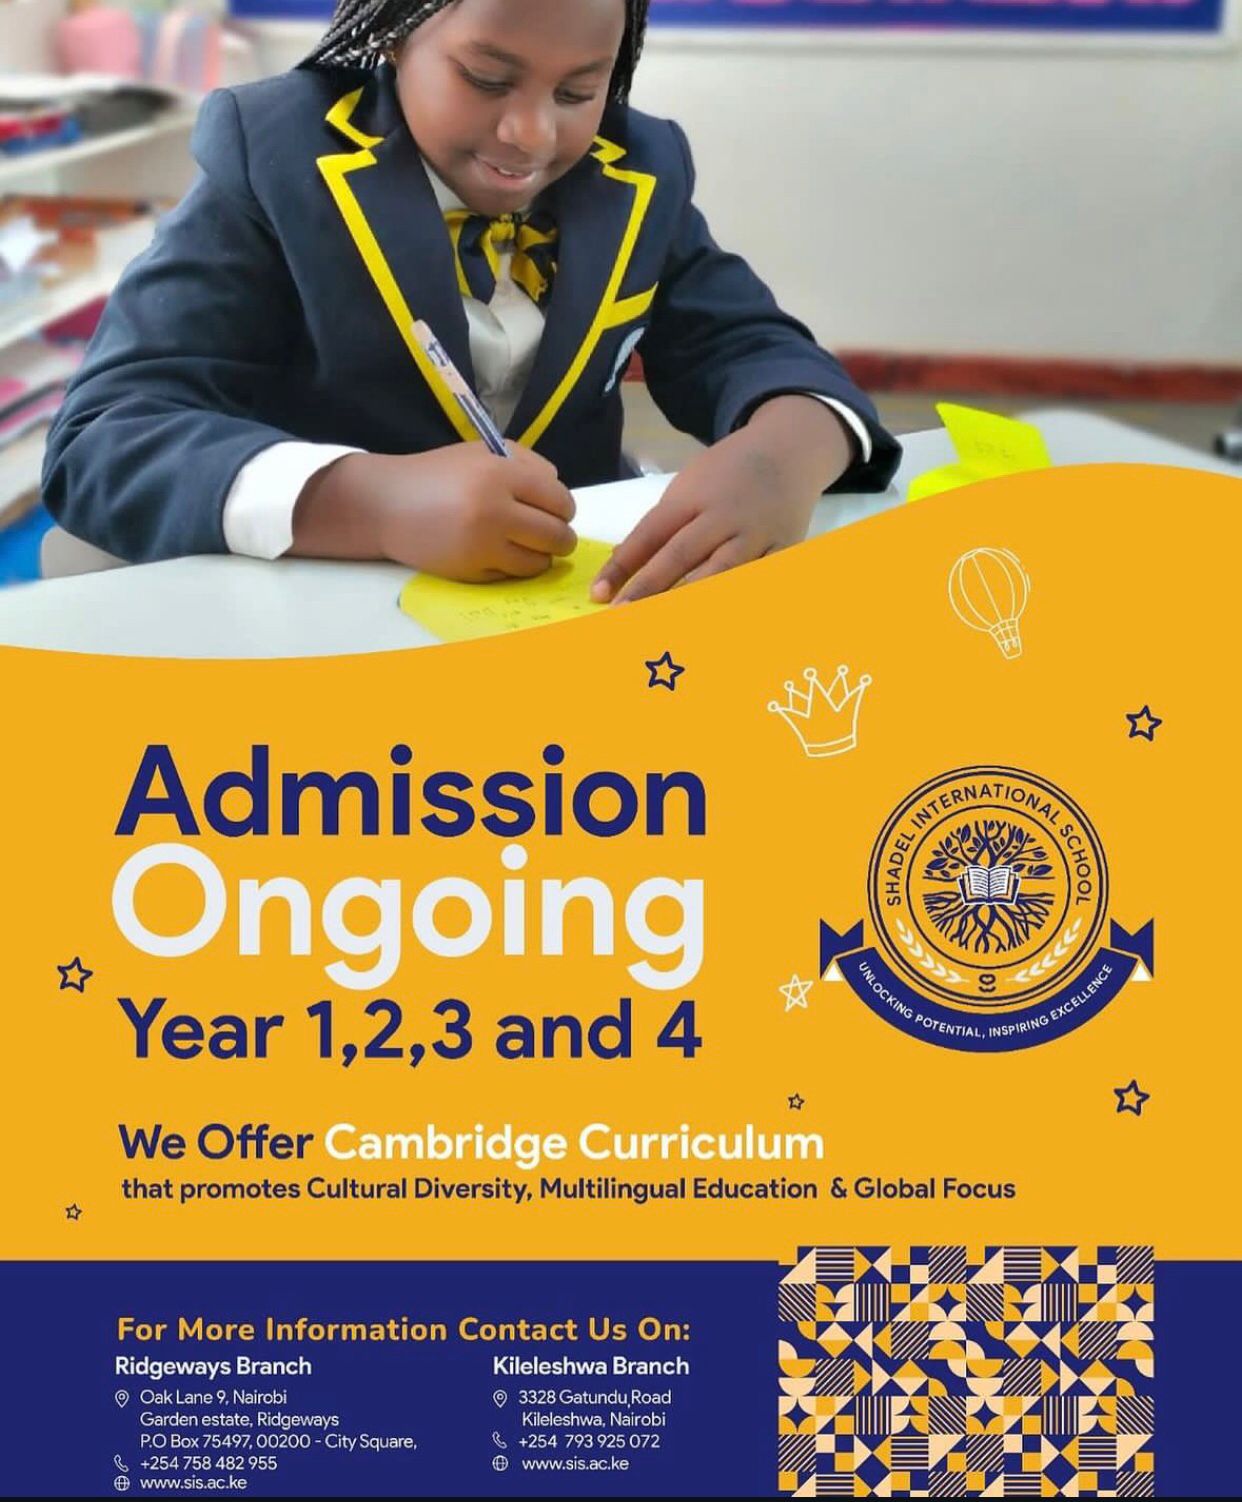 Admission
Ongoing
Year 1,2,3 and 4
SHADEL INTERNATIONAL SCHOOL
UNLOCKING POTENTIAL, INSPIRING EXCELLENCE
We Offer Cambridge Curriculum
that promotes Cultural Diversity, Multilingual Education & Global Focus
For More Information Contact Us On:
Ridgeways Branch
Oak Lane 9, Nairobi
Garden estate, Ridgeways
P.O Box 75497, 00200 - City Square,
+254 758 482 955
www.sis.ac.ke
Kileleshwa Branch
3328 Gatundu,Road
Kileleshwa, Nairobi
+254 793 925 072
www.sis.ac.ke